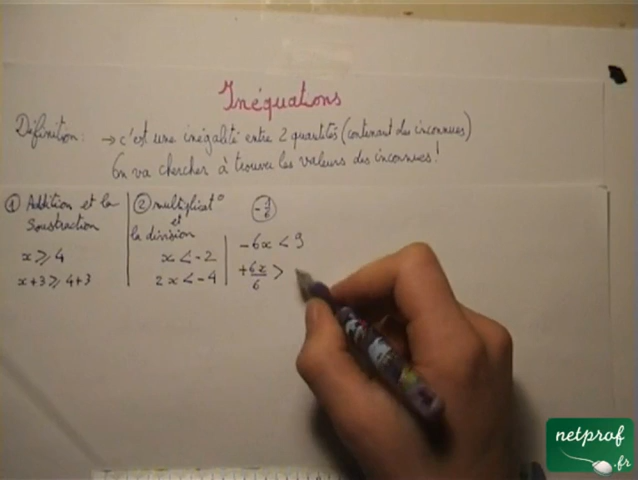 Inéquations
Définition: → c'est une inégalité entre 2 quantités (contenant des inconnues)
On va chercher à trouver les valeurs des inconnues!
① Addition et la
Soustraction
x ⩾ 4
x+3 ⩾ 4+3
② multiplicat°
et
la division
x < -2
2x < -4
-1/6
-6x < 9
+6x/6 >
netprof
.fr